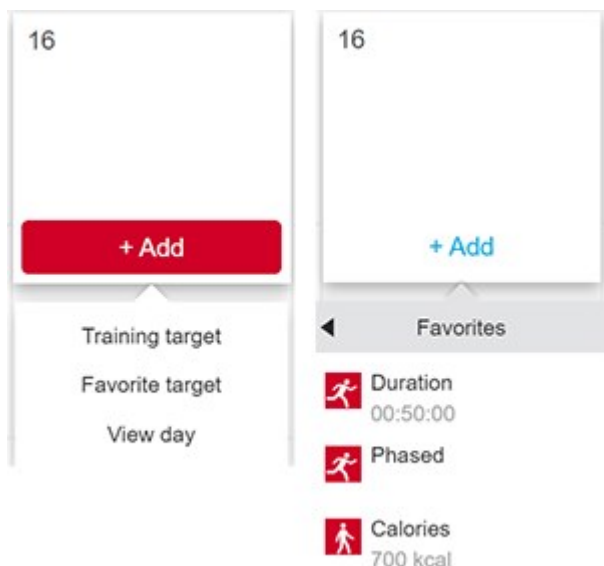 16
+ Add
Training target
Favorite target
View day
16
+ Add
Favorites
Duration
00:50:00
Phased
Calories
700 kcal